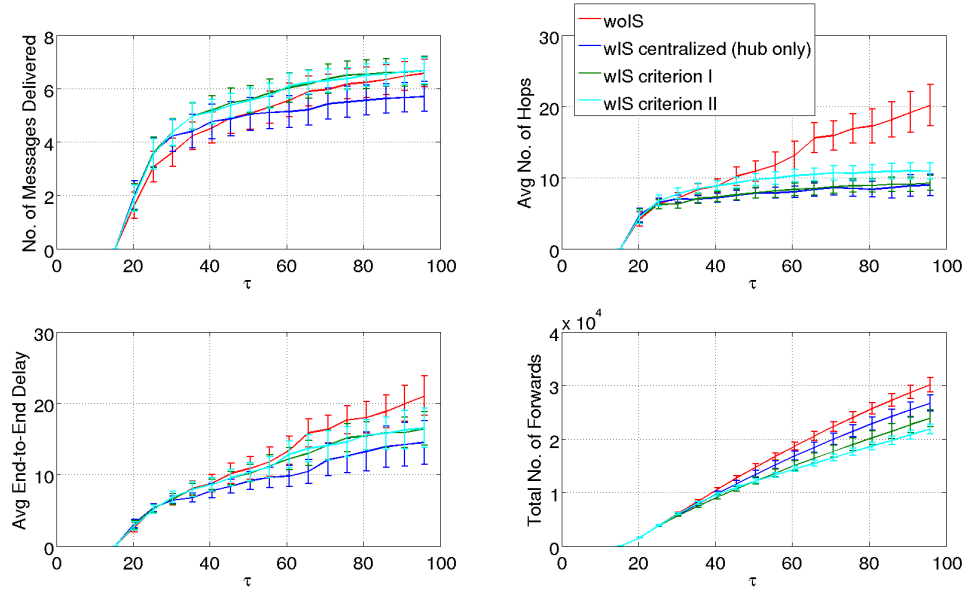 No. of Messages Delivered
8
6
4
2
0
0 20 40 60 80 100
τ
woIS
wIS centralized (hub only)
wIS criterion I
wIS criterion II
Avg No. of Hops
30
20
10
0
0 20 40 60 80 100
τ
Avg End-to-End Delay
30
20
10
0
0 20 40 60 80 100
τ
x 10⁴
Total No. of Forwards
4
3
2
1
0
0 20 40 60 80 100
τ